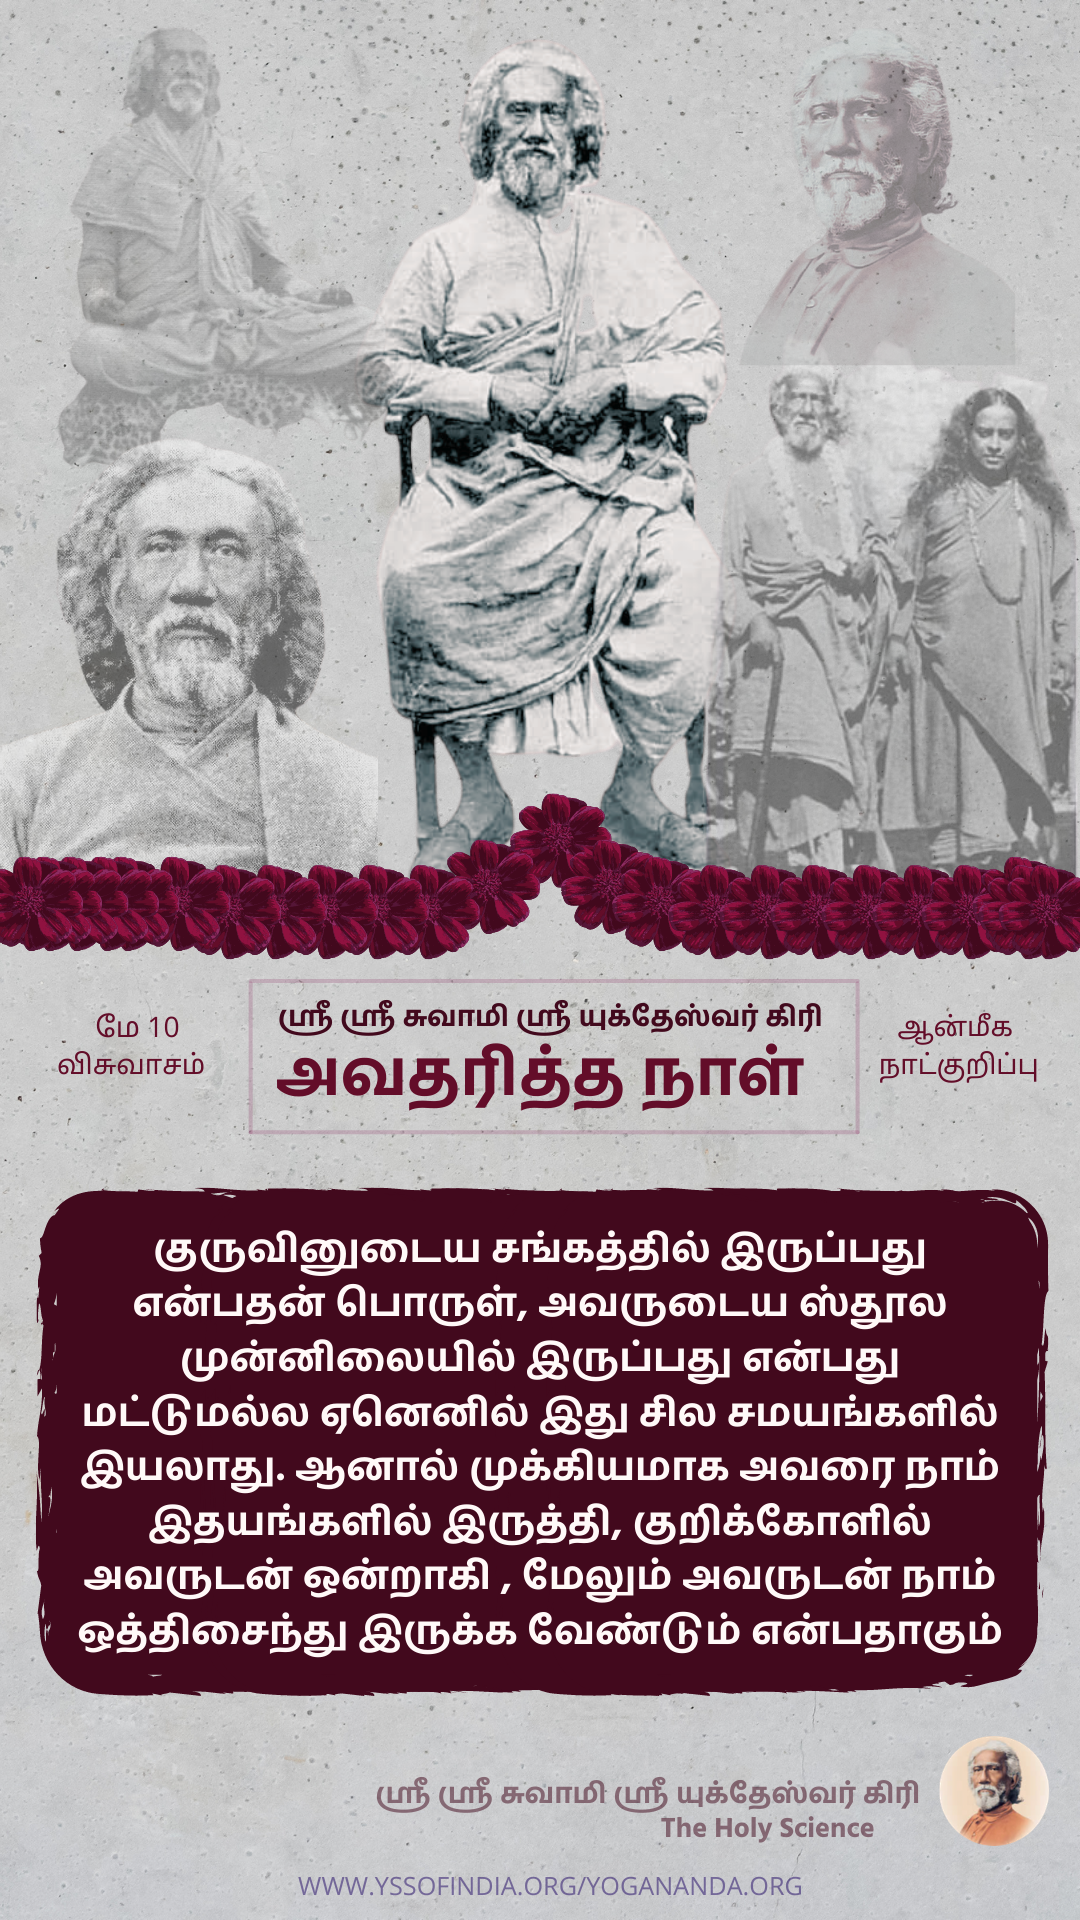 மே 10
விசுவாசம்
ஸ்ரீ ஸ்ரீ சுவாமி ஸ்ரீ யுக்தேஸ்வர் கிரி
அவதரித்த நாள்
ஆன்மீக
நாட்குறிப்பு
குருவினுடைய சங்கத்தில் இருப்பது
என்பதன் பொருள், அவருடைய ஸ்தூல
முன்னிலையில் இருப்பது என்பது
மட்டுமல்ல ஏனெனில் இது சில சமயங்களில்
இயலாது. ஆனால் முக்கியமாக அவரை நாம்
இதயங்களில் இருத்தி, குறிக்கோளில்
அவருடன் ஒன்றாகி , மேலும் அவருடன் நாம்
ஒத்திசைந்து இருக்க வேண்டும் என்பதாகும்
ஸ்ரீ ஸ்ரீ சுவாமி ஸ்ரீ யுக்தேஸ்வர் கிரி
The Holy Science
WWW.YSSOFINDIA.ORG/YOGANANDA.ORG